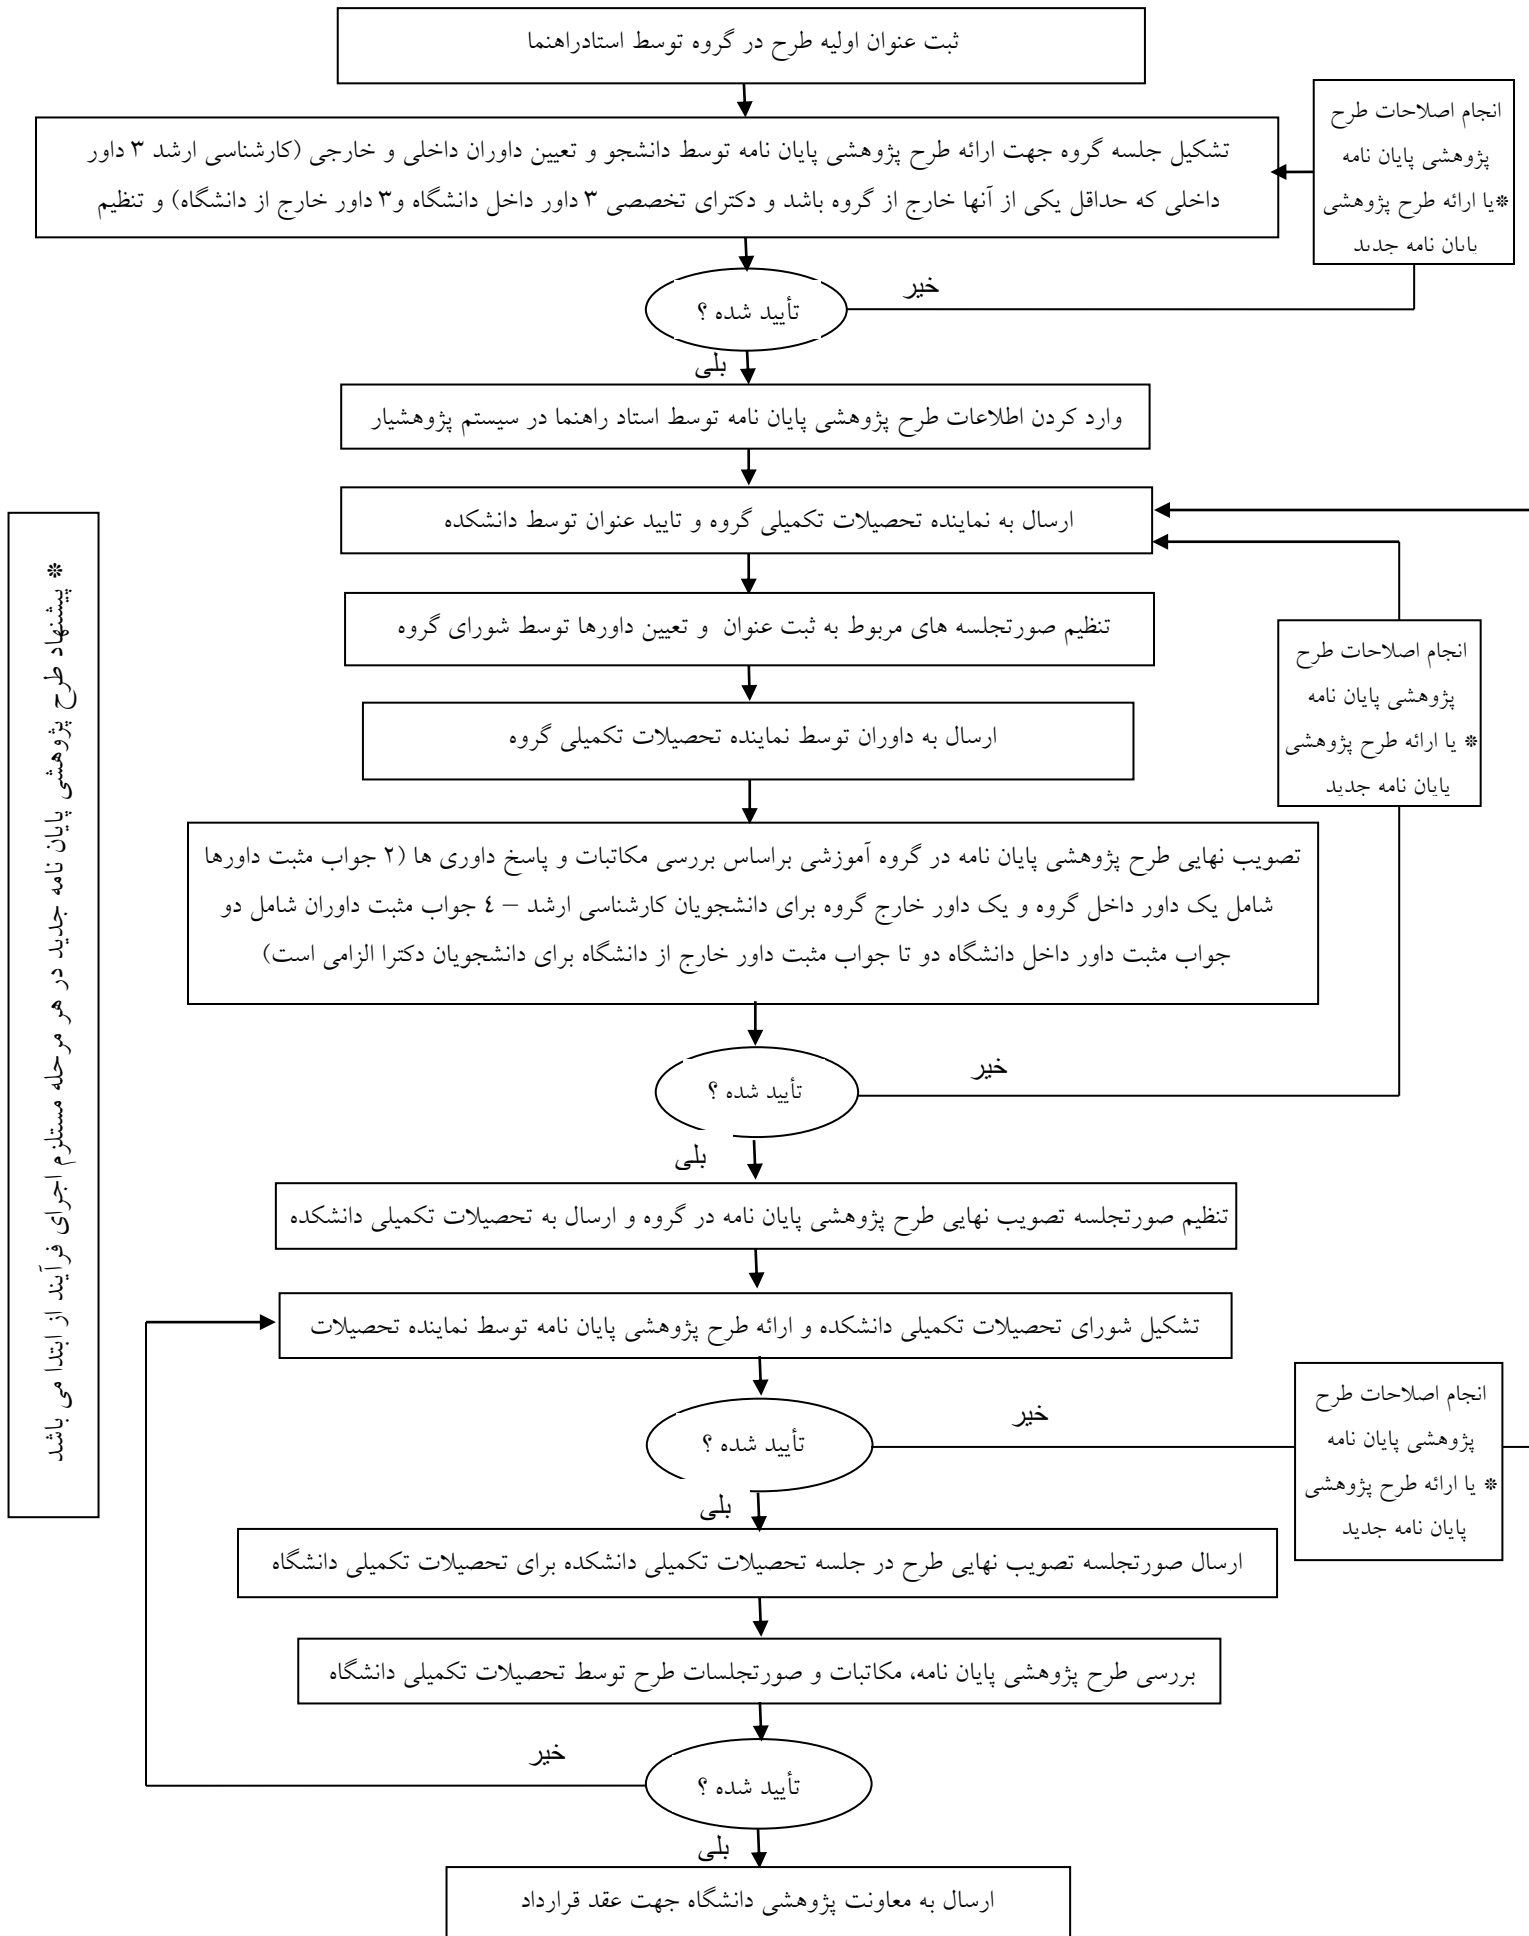 ثبت عنوان اولیه طرح در گروه توسط استادراهنما
تشکیل جلسه گروه جهت ارائه طرح پژوهشی پایان نامه توسط دانشجو و تعیین داوران داخلی و خارجی (کارشناسی ارشد ۳ داور
داخلی که حداقل یکی از آنها خارج از گروه باشد و دکترای تخصصی ۳ داور داخل دانشگاه و۳ داور خارج از دانشگاه) و تنظیم
انجام اصلاحات طرح
پژوهشی پایان نامه
*یا ارائه طرح پژوهشی
پایان نامه جدید
تأیید شده ؟
خیر
بلی
وارد کردن اطلاعات طرح پژوهشی پایان نامه توسط استاد راهنما در سیستم پژوهشیار
ارسال به نماینده تحصیلات تکمیلی گروه و تایید عنوان توسط دانشکده
تنظیم صورتجلسه های مربوط به ثبت عنوان و تعیین داورها توسط شورای گروه
انجام اصلاحات طرح
پژوهشی پایان نامه
* یا ارائه طرح پژوهشی
پایان نامه جدید
ارسال به داوران توسط نماینده تحصیلات تکمیلی گروه
تصویب نهایی طرح پژوهشی پایان نامه در گروه آموزشی براساس بررسی مکاتبات و پاسخ داوری ها (۲ جواب مثبت داورها
شامل یک داور داخل گروه و یک داور خارج گروه برای دانشجویان کارشناسی ارشد – ٤ جواب مثبت داوران شامل دو
جواب مثبت داور داخل دانشگاه دو تا جواب مثبت داور خارج از دانشگاه برای دانشجویان دکترا الزامی است)
تأیید شده ؟
خیر
بلی
تنظیم صورتجلسه تصویب نهایی طرح پژوهشی پایان نامه در گروه و ارسال به تحصیلات تکمیلی دانشکده
تشکیل شورای تحصیلات تکمیلی دانشکده و ارائه طرح پژوهشی پایان نامه توسط نماینده تحصیلات
تأیید شده ؟
خیر
بلی
انجام اصلاحات طرح
پژوهشی پایان نامه
* یا ارائه طرح پژوهشی
پایان نامه جدید
ارسال صورتجلسه تصویب نهایی طرح در جلسه تحصیلات تکمیلی دانشکده برای تحصیلات تکمیلی دانشگاه
بررسی طرح پژوهشی پایان نامه، مکاتبات و صورتجلسات طرح توسط تحصیلات تکمیلی دانشگاه
تأیید شده ؟
خیر
بلی
ارسال به معاونت پژوهشی دانشگاه جهت عقد قرارداد
* پیشنهاد طرح پژوهشی پایان نامه جدید در هر مرحله مستلزم اجرای فرآیند از ابتدا می باشد